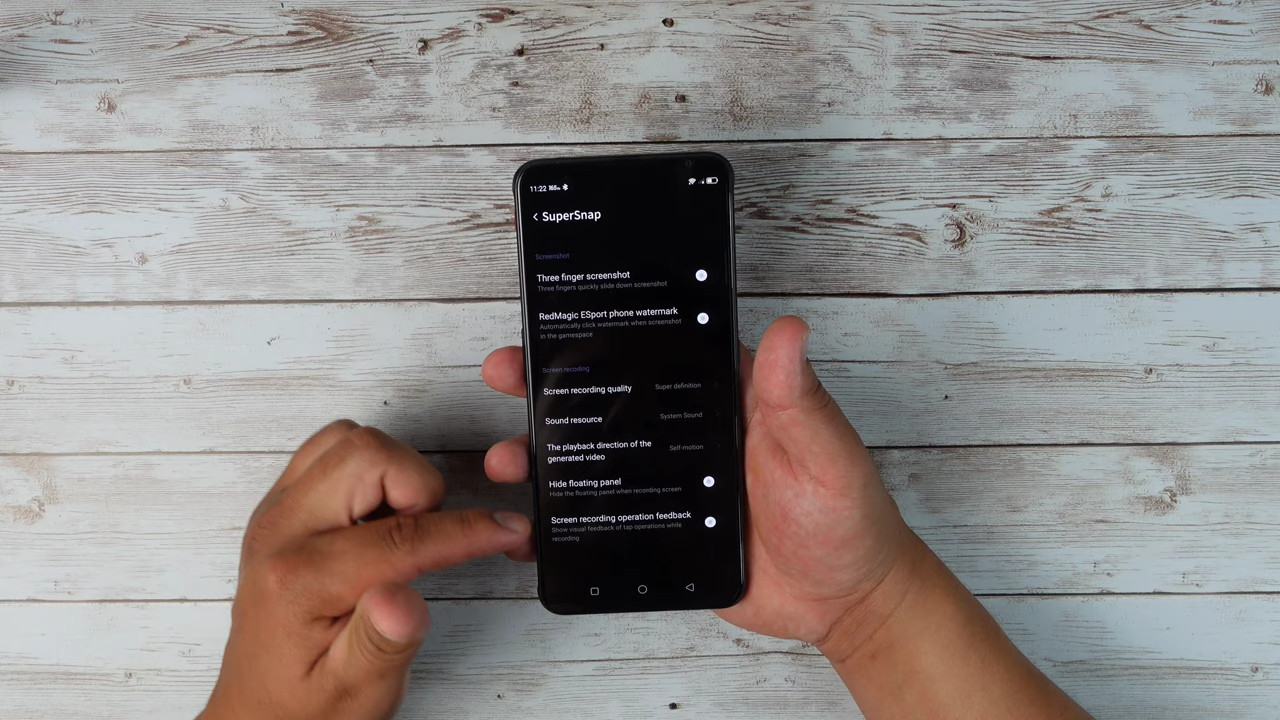 11:22
SuperSnap
Screenshot
Three finger screenshot
Three fingers quickly slide down screenshot
RedMagic ESport phone watermark
Automatically click watermark when screenshot
in the gamespace
Screen recording
Screen recording quality Super definition
Sound resource System Sound
The playback direction of the
generated video Self-motion
Hide floating panel
Hide the floating panel when recording screen
Screen recording operation feedback
Show visual feedback of tap operations while
recording